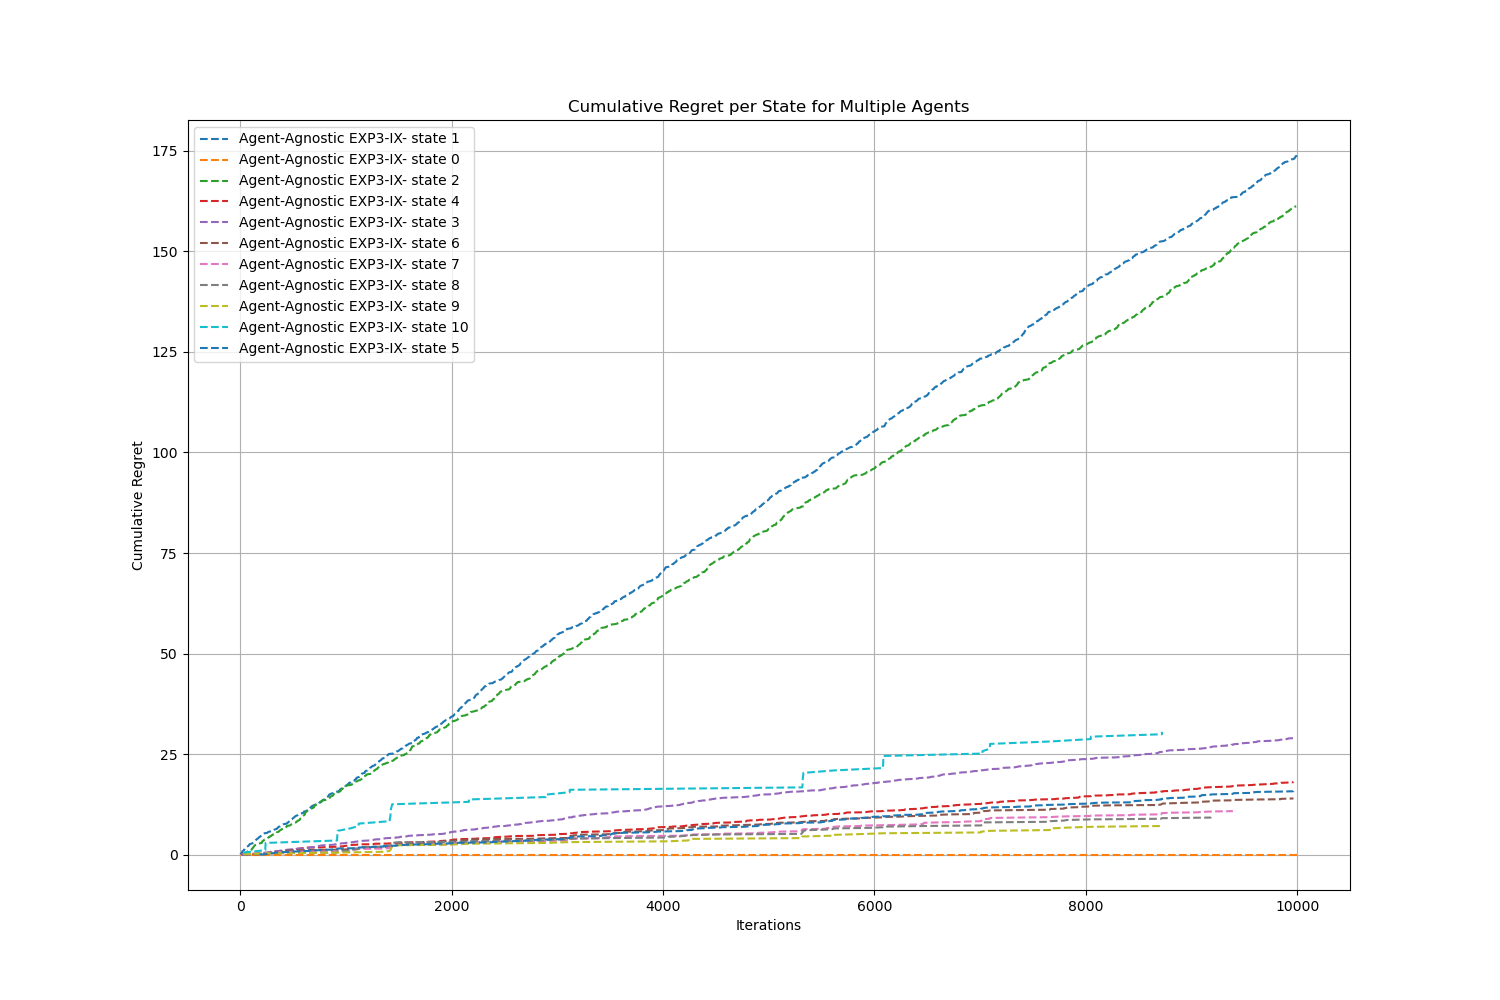 Cumulative Regret per State for Multiple Agents
Agent-Agnostic EXP3-IX- state 1
Agent-Agnostic EXP3-IX- state 0
Agent-Agnostic EXP3-IX- state 2
Agent-Agnostic EXP3-IX- state 4
Agent-Agnostic EXP3-IX- state 3
Agent-Agnostic EXP3-IX- state 6
Agent-Agnostic EXP3-IX- state 7
Agent-Agnostic EXP3-IX- state 8
Agent-Agnostic EXP3-IX- state 9
Agent-Agnostic EXP3-IX- state 10
Agent-Agnostic EXP3-IX- state 5
175
150
125
100
75
50
25
0
Cumulative Regret
0 2000 4000 6000 8000 10000
Iterations